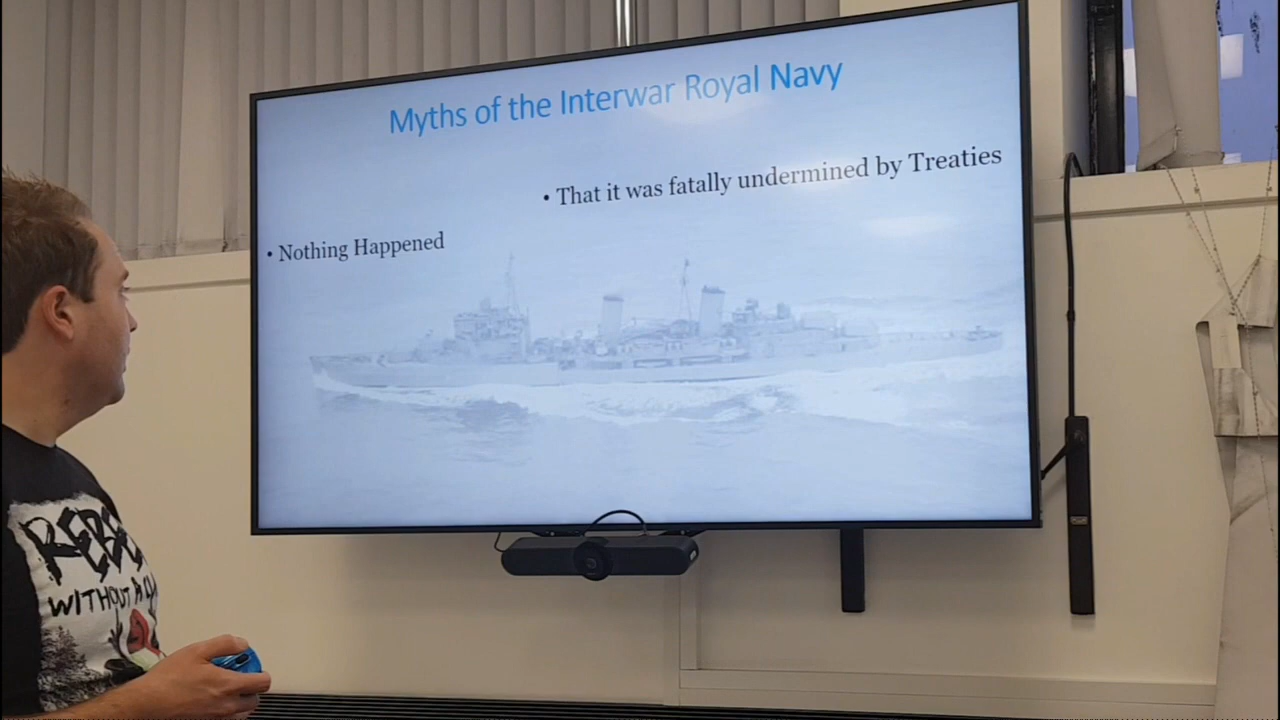 Myths of the Interwar Royal Navy
• That it was fatally undermined by Treaties
• Nothing Happened
WITHOUT A